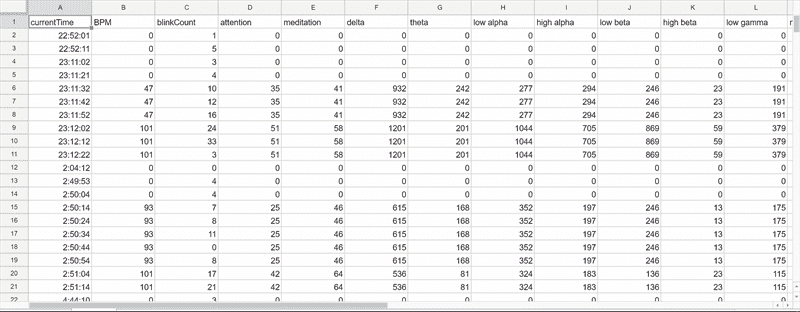 A B C D E F G H I J K L
1 currentTime BPM blinkCount attention meditation delta theta low alpha high alpha low beta high beta low gamma
2 22:52:01 0 1 0 0 0 0 0 0 0 0 0
3 22:52:11 0 5 0 0 0 0 0 0 0 0 0
4 23:11:02 0 3 0 0 0 0 0 0 0 0 0
5 23:11:21 0 4 0 0 0 0 0 0 0 0 0
6 23:11:32 47 10 35 41 932 242 277 294 246 23 191
7 23:11:42 47 12 35 41 932 242 277 294 246 23 191
8 23:11:52 47 16 35 41 932 242 277 294 246 23 191
9 23:12:02 101 24 51 58 1201 201 1044 705 869 59 379
10 23:12:12 101 33 51 58 1201 201 1044 705 869 59 379
11 23:12:22 101 3 51 58 1201 201 1044 705 869 59 379
12 2:04:12 0 0 0 0 0 0 0 0 0 0 0
13 2:49:53 0 4 0 0 0 0 0 0 0 0 0
14 2:50:04 0 4 0 0 0 0 0 0 0 0 0
15 2:50:14 93 7 25 46 615 168 352 197 246 13 175
16 2:50:24 93 8 25 46 615 168 352 197 246 13 175
17 2:50:34 93 11 25 46 615 168 352 197 246 13 175
18 2:50:44 93 0 25 46 615 168 352 197 246 13 175
19 2:50:54 93 8 25 46 615 168 352 197 246 13 175
20 2:51:04 101 17 42 64 536 81 324 183 136 23 115
21 2:51:14 101 21 42 64 536 81 324 183 136 23 115
22 4:44:10 0 3 0 0 0 0 0 0 0 0 0